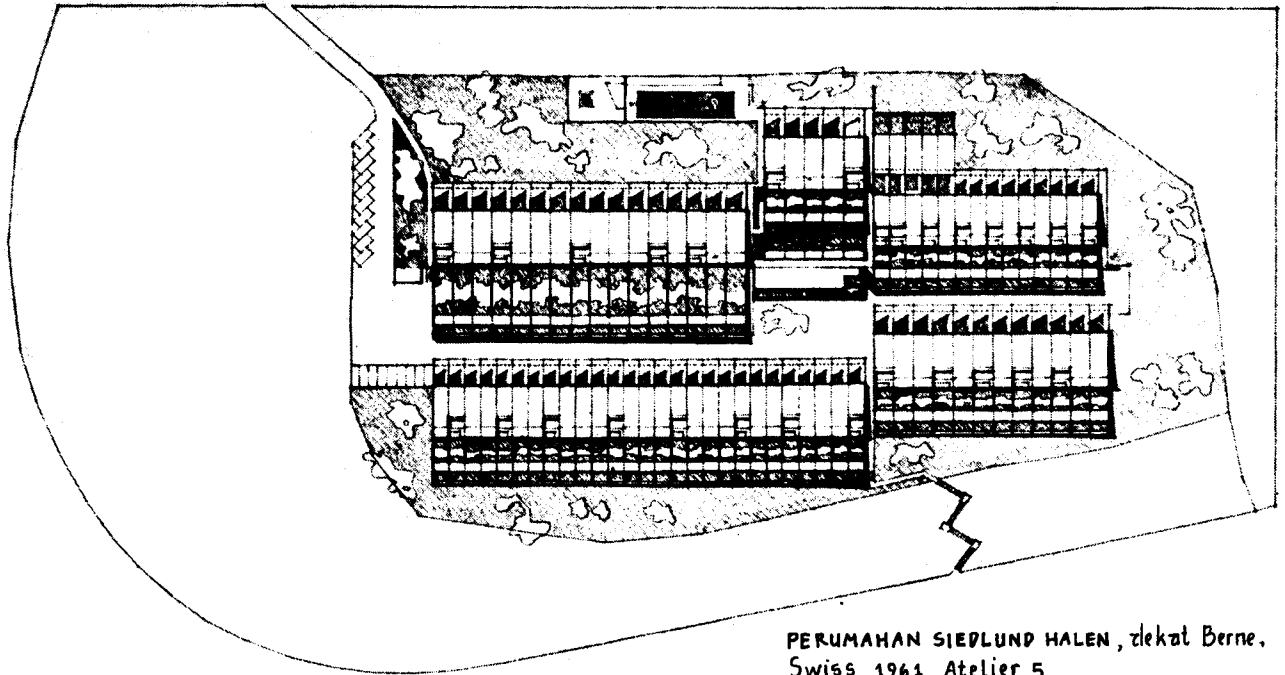 PERUMAHAN SIEDLUND HALEN, dekat Berne.
Swiss 1961 Atelier 5